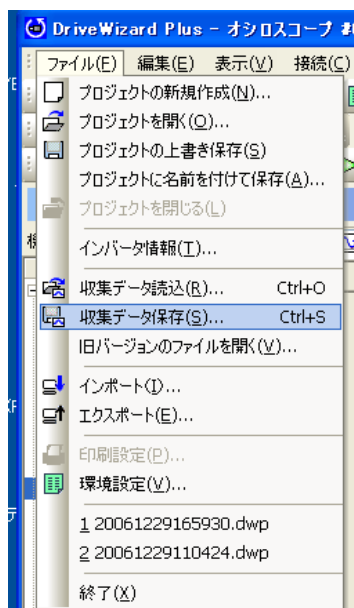 DriveWizard Plus - オシロスコープ
ファイル(F) 編集(E) 表示(V) 接続(C)
プロジェクトの新規作成(N)...
プロジェクトを開く(O)...
プロジェクトの上書き保存(S)
プロジェクトに名前を付けて保存(A)...
プロジェクトを閉じる(L)
インバータ情報(I)...
収集データ読込(R)... Ctrl+O
収集データ保存(S)... Ctrl+S
旧バージョンのファイルを開く(V)...
インポート(I)...
エクスポート(E)...
印刷設定(P)...
環境設定(V)...
1 20061229165930.dwp
2 20061229110424.dwp
終了(X)